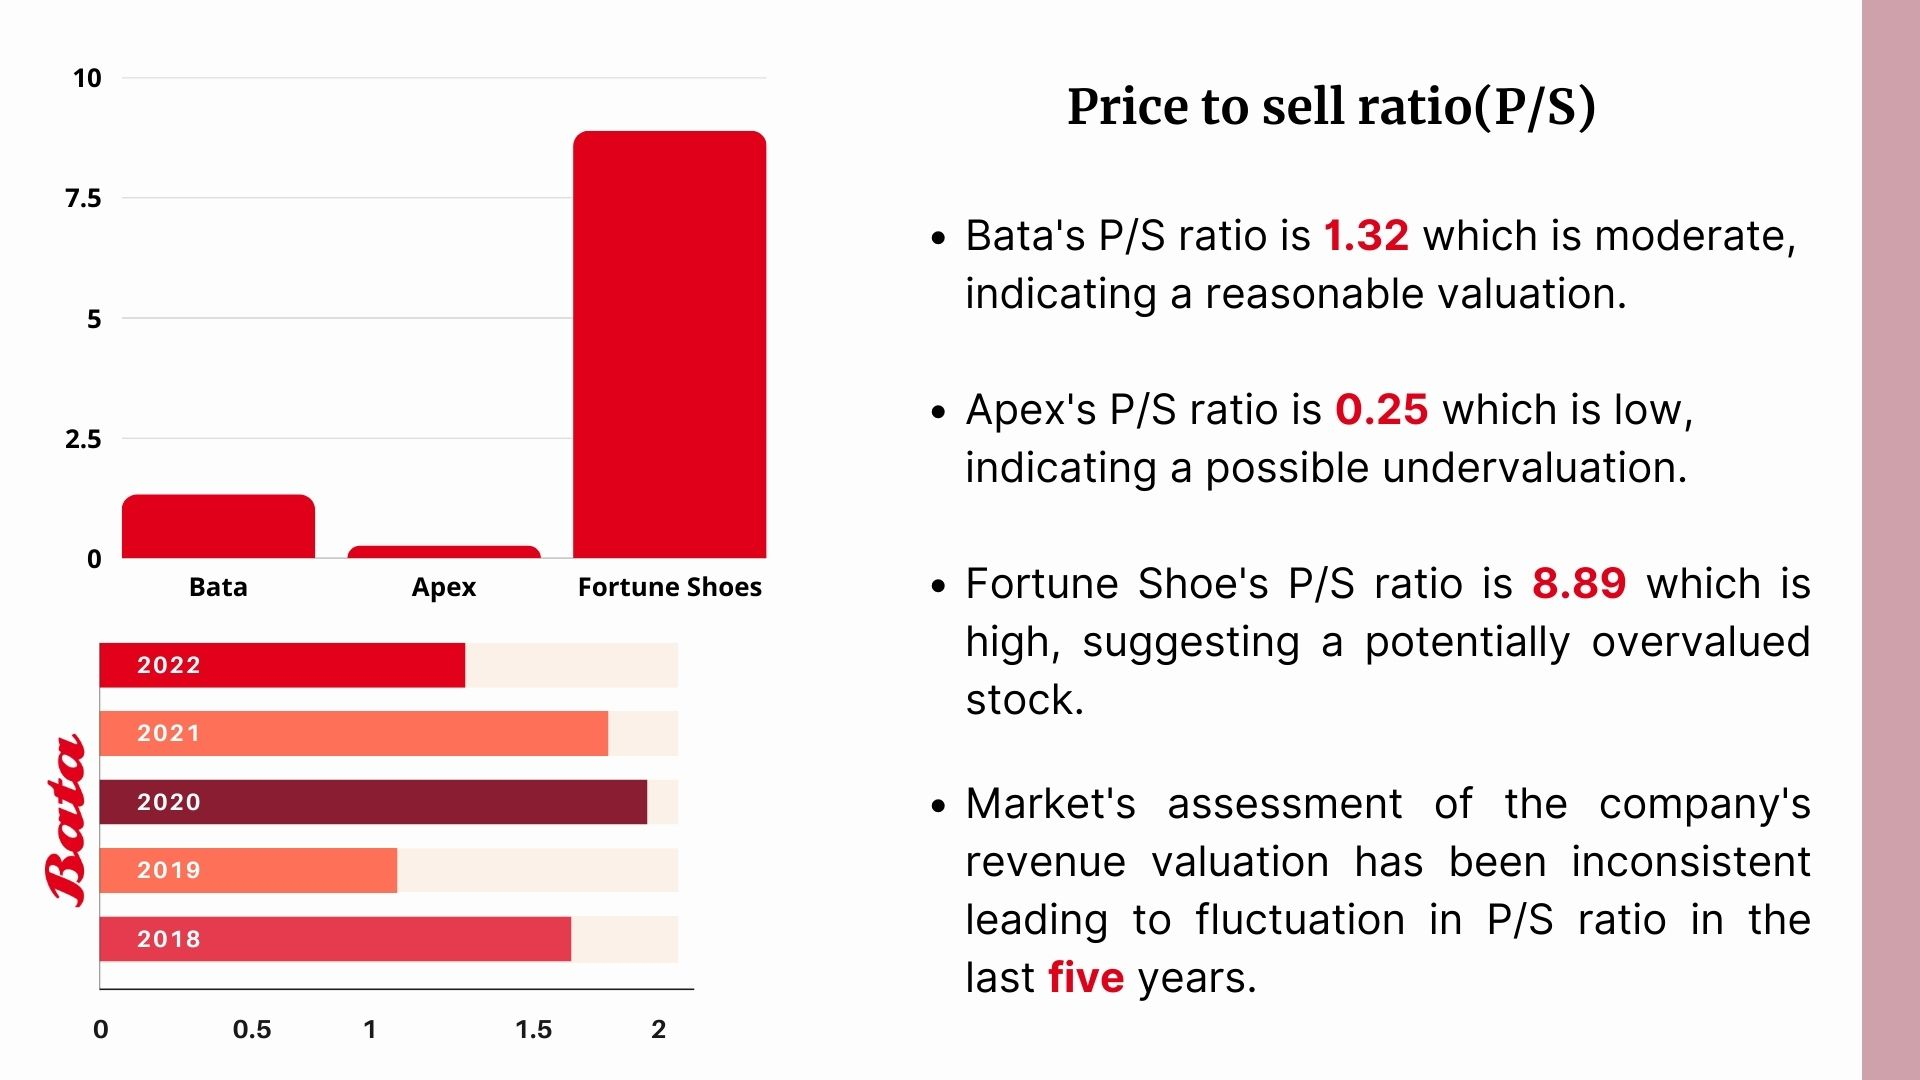 10
7.5
5
2.5
0
Bata
Apex
Fortune Shoes
2022
2021
2020
2019
2018
Bata
0
0.5
1
1.5
2
Price to sell ratio(P/S)
• Bata's P/S ratio is 1.32 which is moderate,
indicating a reasonable valuation.
• Apex's P/S ratio is 0.25 which is low,
indicating a possible undervaluation.
• Fortune Shoe's P/S ratio is 8.89 which is
high, suggesting a potentially overvalued
stock.
• Market's assessment of the company's
revenue valuation has been inconsistent
leading to fluctuation in P/S ratio in the
last five years.